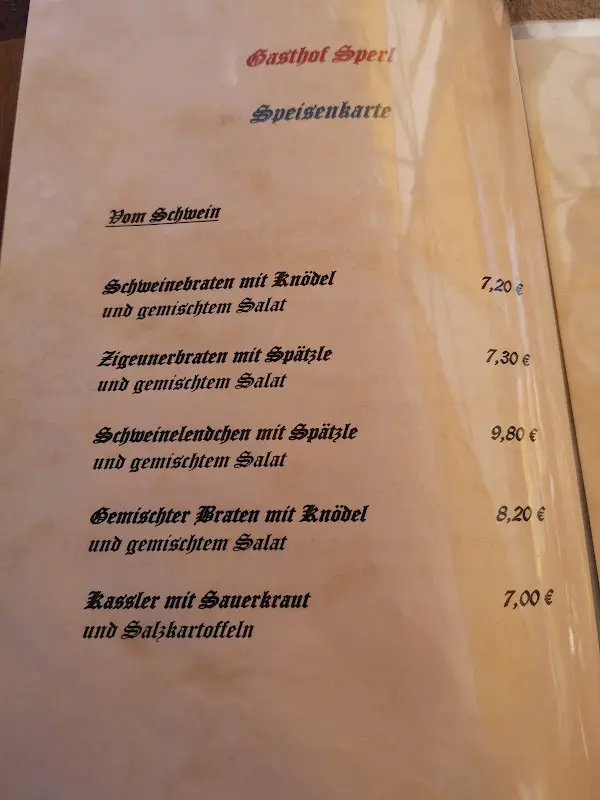 Gasthof Sperl
Speisenkarte
Vom Schwein
Schweinebraten mit Knödel 7,20 €
und gemischtem Salat
Zigeunerbraten mit Spätzle 7,30 €
und gemischtem Salat
Schweinelendchen mit Spätzle 9,80 €
und gemischtem Salat
Gemischter Braten mit Knödel 8,20 €
und gemischtem Salat
Kassler mit Sauerkraut 7,00 €
und Salzkartoffeln